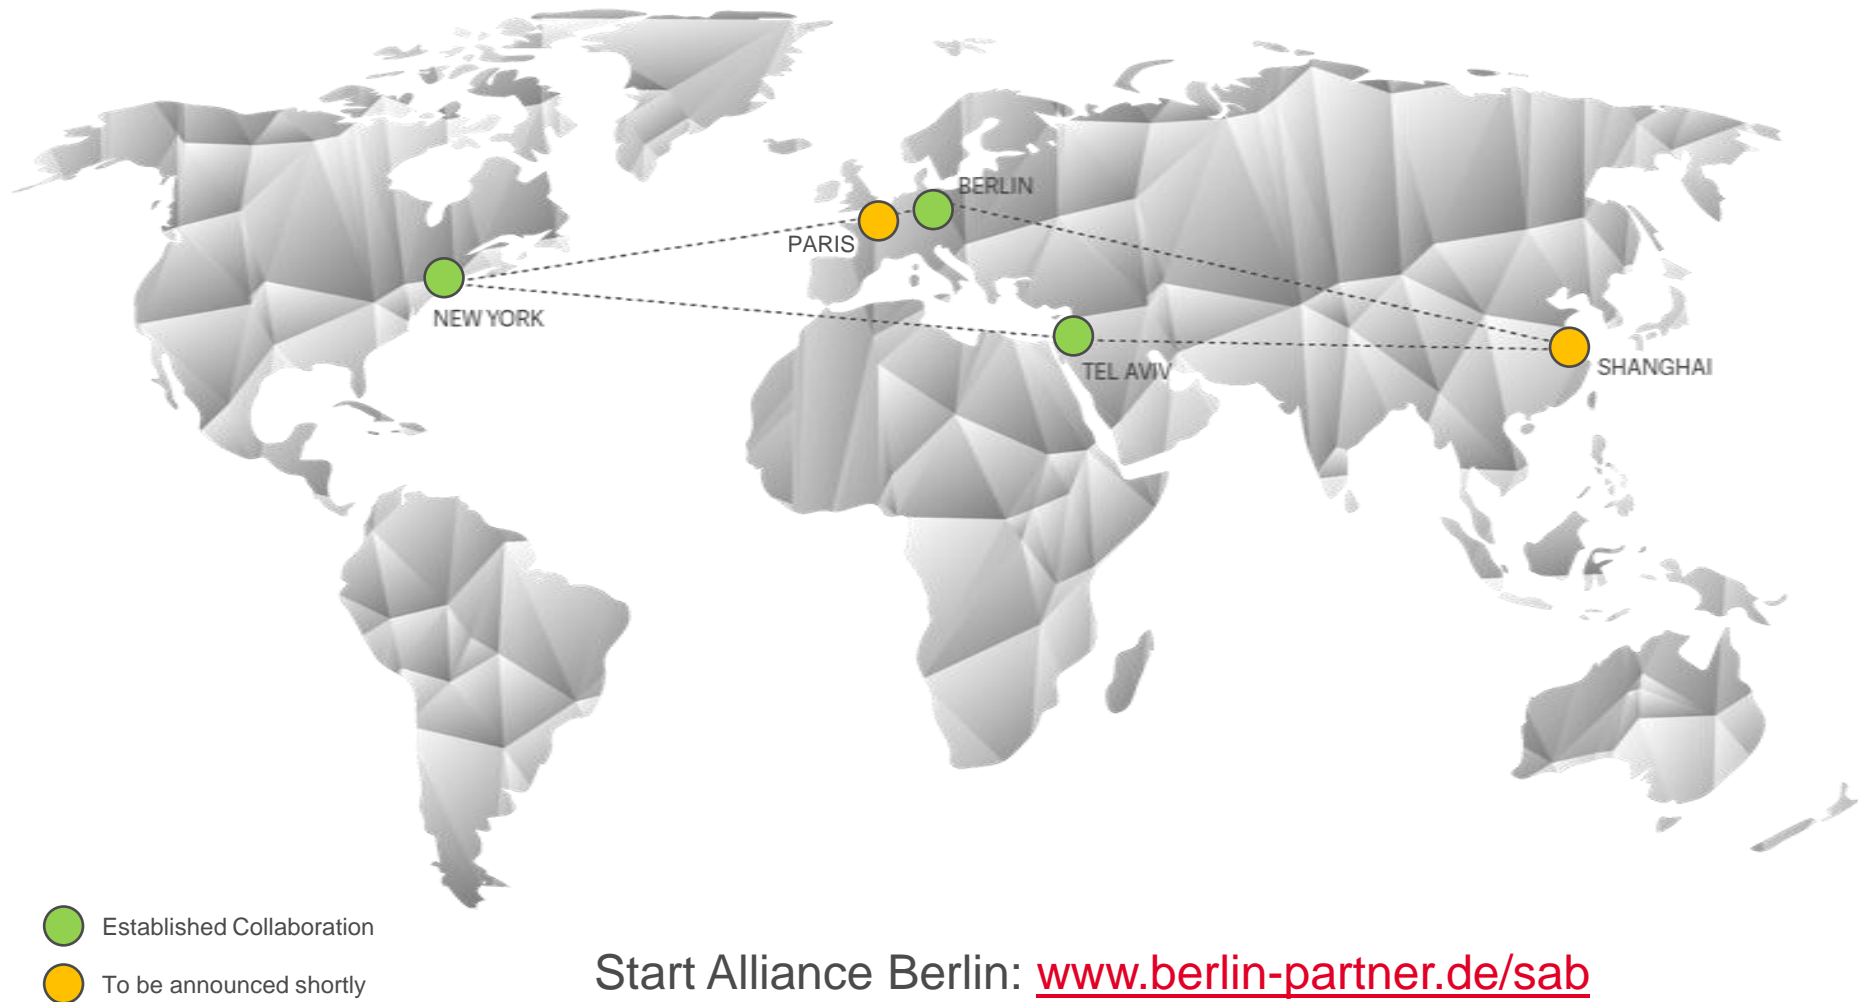 BERLIN
PARIS
NEW YORK
TEL AVIV
SHANGHAI
Established Collaboration
To be announced shortly
Start Alliance Berlin: www.berlin-partner.de/sab